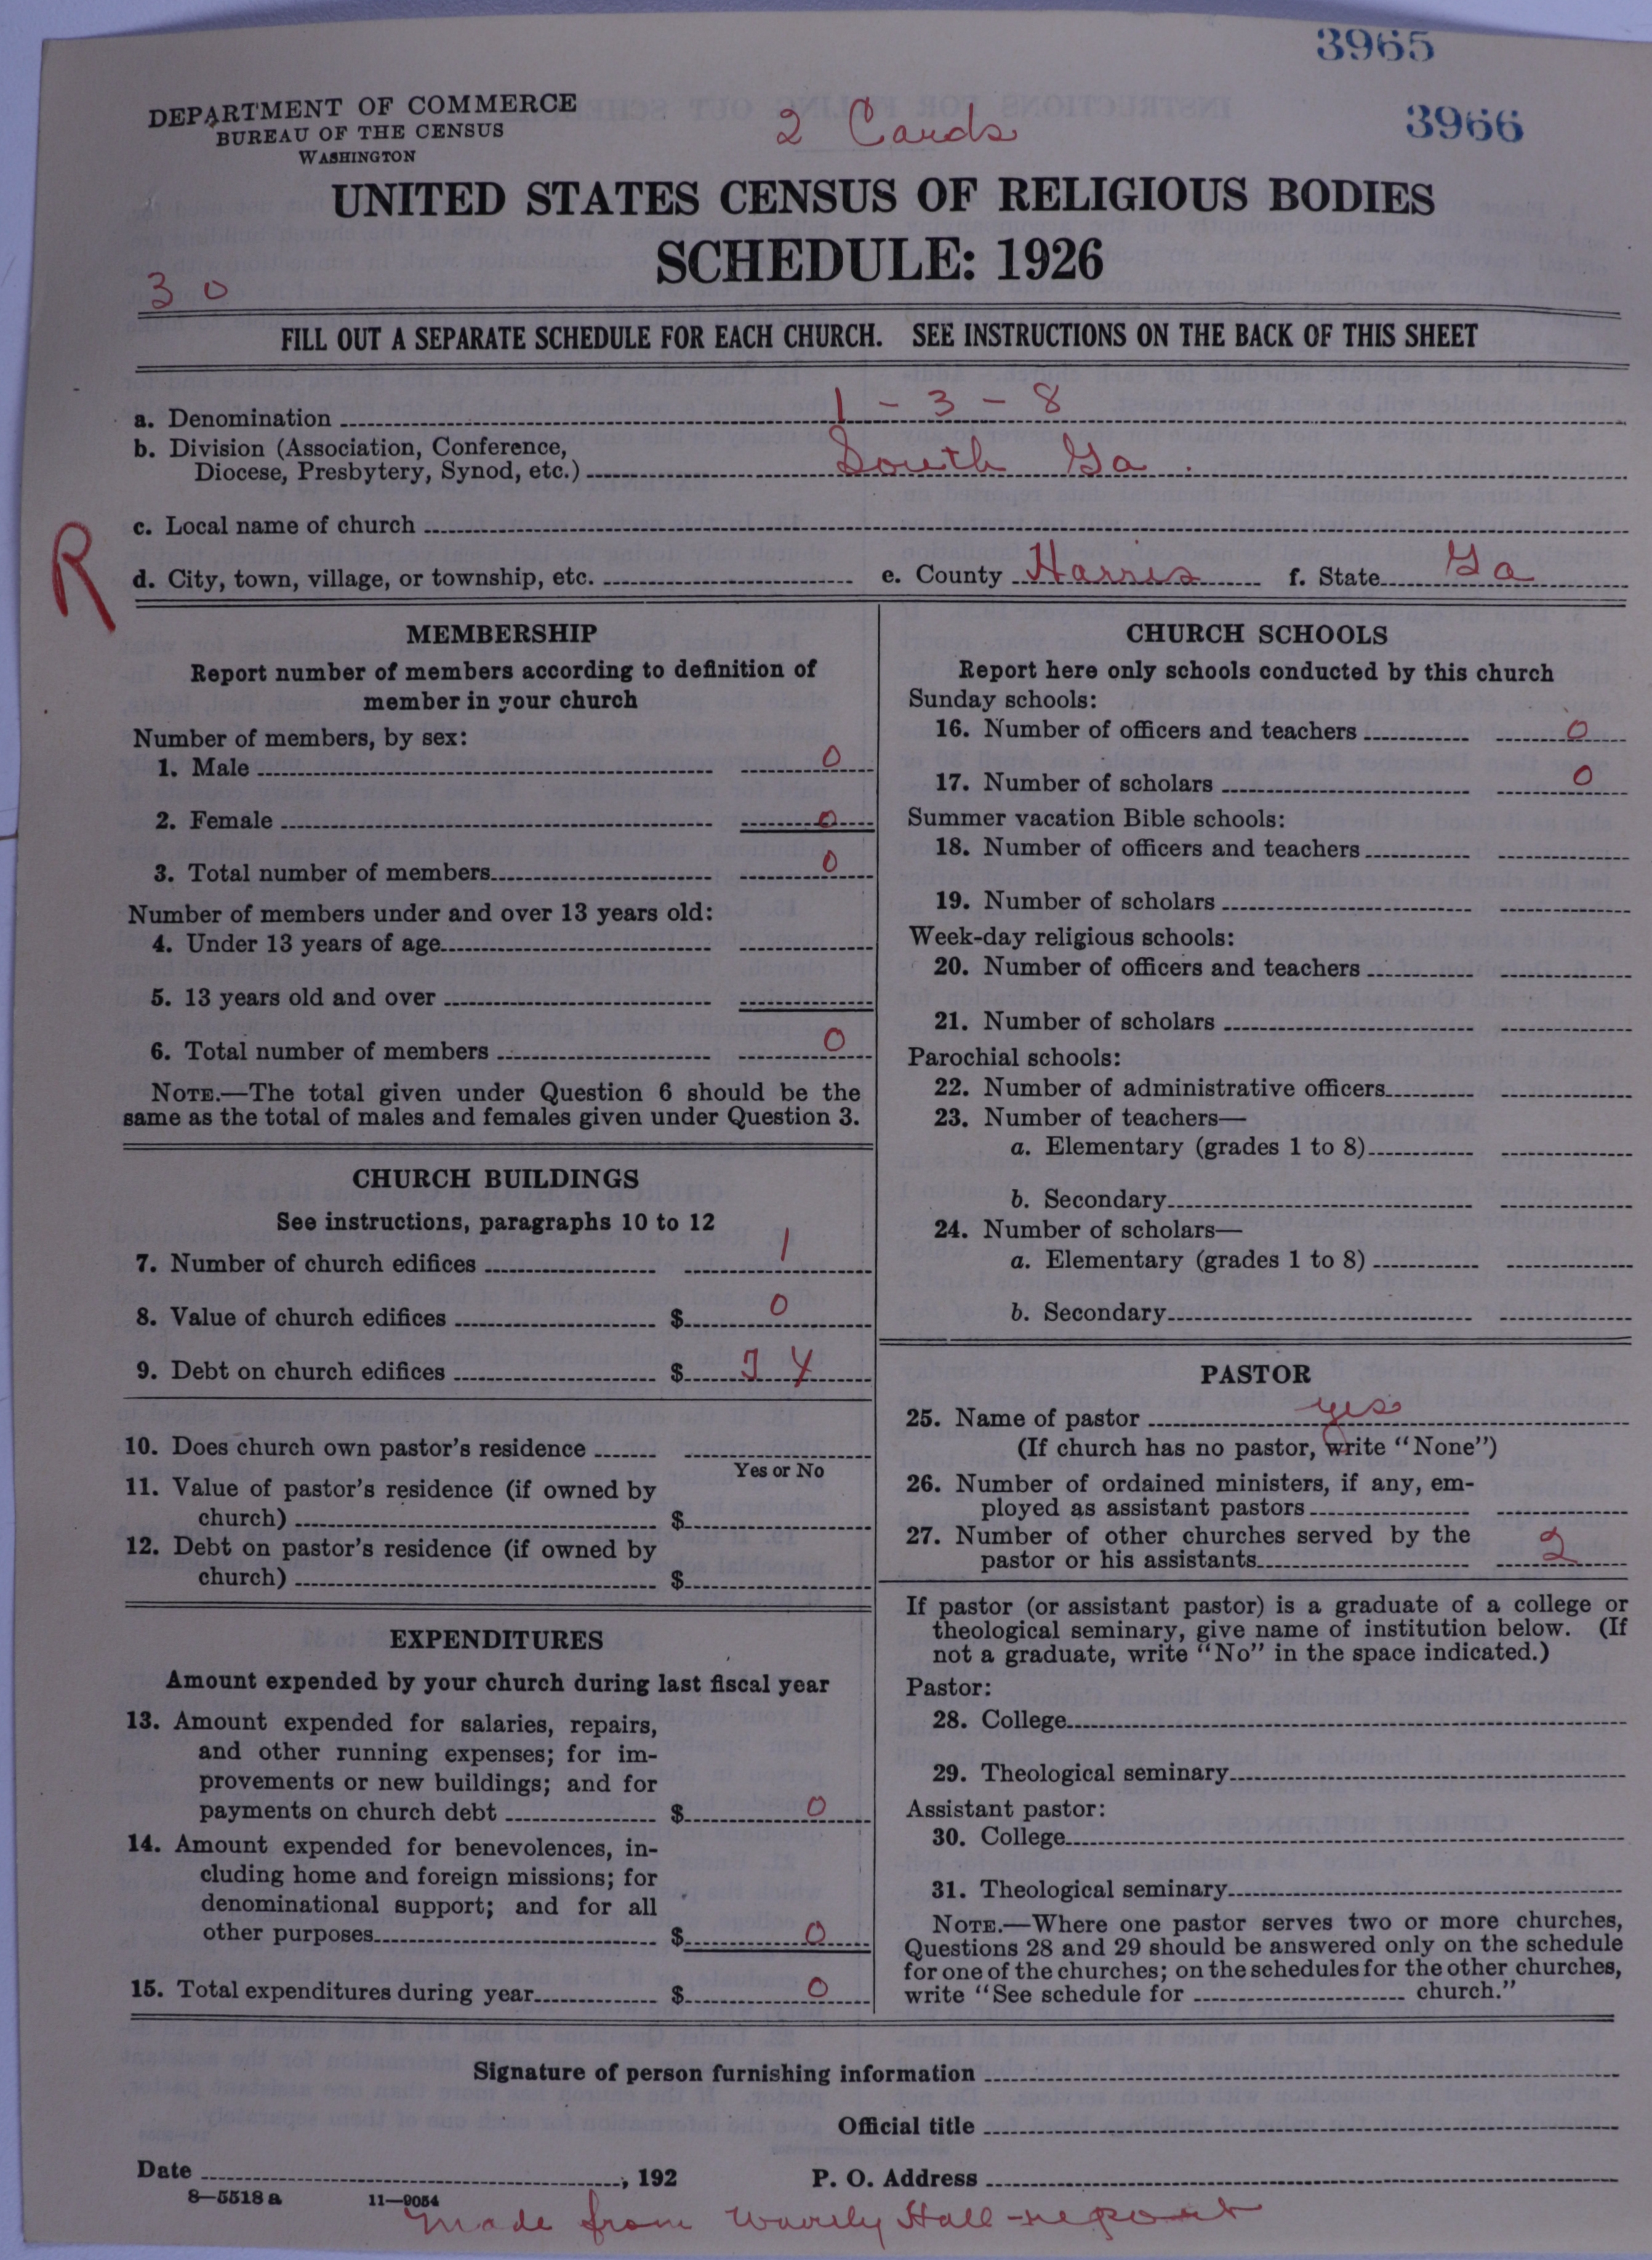 3965
3966
DEPARTMENT OF COMMERCE
BUREAU OF THE CENSUS
WASHINGTON
2 Cards
UNITED STATES CENSUS OF RELIGIOUS BODIES
SCHEDULE: 1926
30
FILL OUT A SEPARATE SCHEDULE FOR EACH CHURCH. SEE INSTRUCTIONS ON THE BACK OF THIS SHEET
a. Denomination 1-3-8
b. Division (Association, Conference,
Diocese, Presbytery, Synod, etc.) South Ga.
c. Local name of church
R
d. City, town, village, or township, etc. e. County Harris f. State Ga
MEMBERSHIP
Report number of members according to definition of
member in your church
Number of members, by sex:
1. Male 0
2. Female 0
3. Total number of members 0
Number of members under and over 13 years old:
4. Under 13 years of age
5. 13 years old and over
6. Total number of members 0
NOTE.—The total given under Question 6 should be the
same as the total of males and females given under Question 3.
CHURCH BUILDINGS
See instructions, paragraphs 10 to 12
7. Number of church edifices 1
8. Value of church edifices $ 0
9. Debt on church edifices $
10. Does church own pastor's residence
Yes or No
11. Value of pastor's residence (if owned by
church) $
12. Debt on pastor's residence (if owned by
church) $
EXPENDITURES
Amount expended by your church during last fiscal year
13. Amount expended for salaries, repairs,
and other running expenses; for im-
provements or new buildings; and for
payments on church debt $ 0
14. Amount expended for benevolences, in-
cluding home and foreign missions; for
denominational support; and for all
other purposes $ 0
15. Total expenditures during year $ 0
CHURCH SCHOOLS
Report here only schools conducted by this church
Sunday schools:
16. Number of officers and teachers 0
17. Number of scholars 0
Summer vacation Bible schools:
18. Number of officers and teachers
19. Number of scholars
Week-day religious schools:
20. Number of officers and teachers
21. Number of scholars
Parochial schools:
22. Number of administrative officers
23. Number of teachers—
a. Elementary (grades 1 to 8)
b. Secondary
24. Number of scholars—
a. Elementary (grades 1 to 8)
b. Secondary
PASTOR
25. Name of pastor yes
(If church has no pastor, write "None")
26. Number of ordained ministers, if any, em-
ployed as assistant pastors
27. Number of other churches served by the
pastor or his assistants 2
If pastor (or assistant pastor) is a graduate of a college or
theological seminary, give name of institution below. (If
not a graduate, write "No" in the space indicated.)
Pastor:
28. College
29. Theological seminary
Assistant pastor:
30. College
31. Theological seminary
NOTE.—Where one pastor serves two or more churches,
Questions 28 and 29 should be answered only on the schedule
for one of the churches; on the schedules for the other churches,
write "See schedule for church."
Signature of person furnishing information
Official title
Date , 192 P. O. Address
8—5518a 11—9054
Made from Waverly Hall report